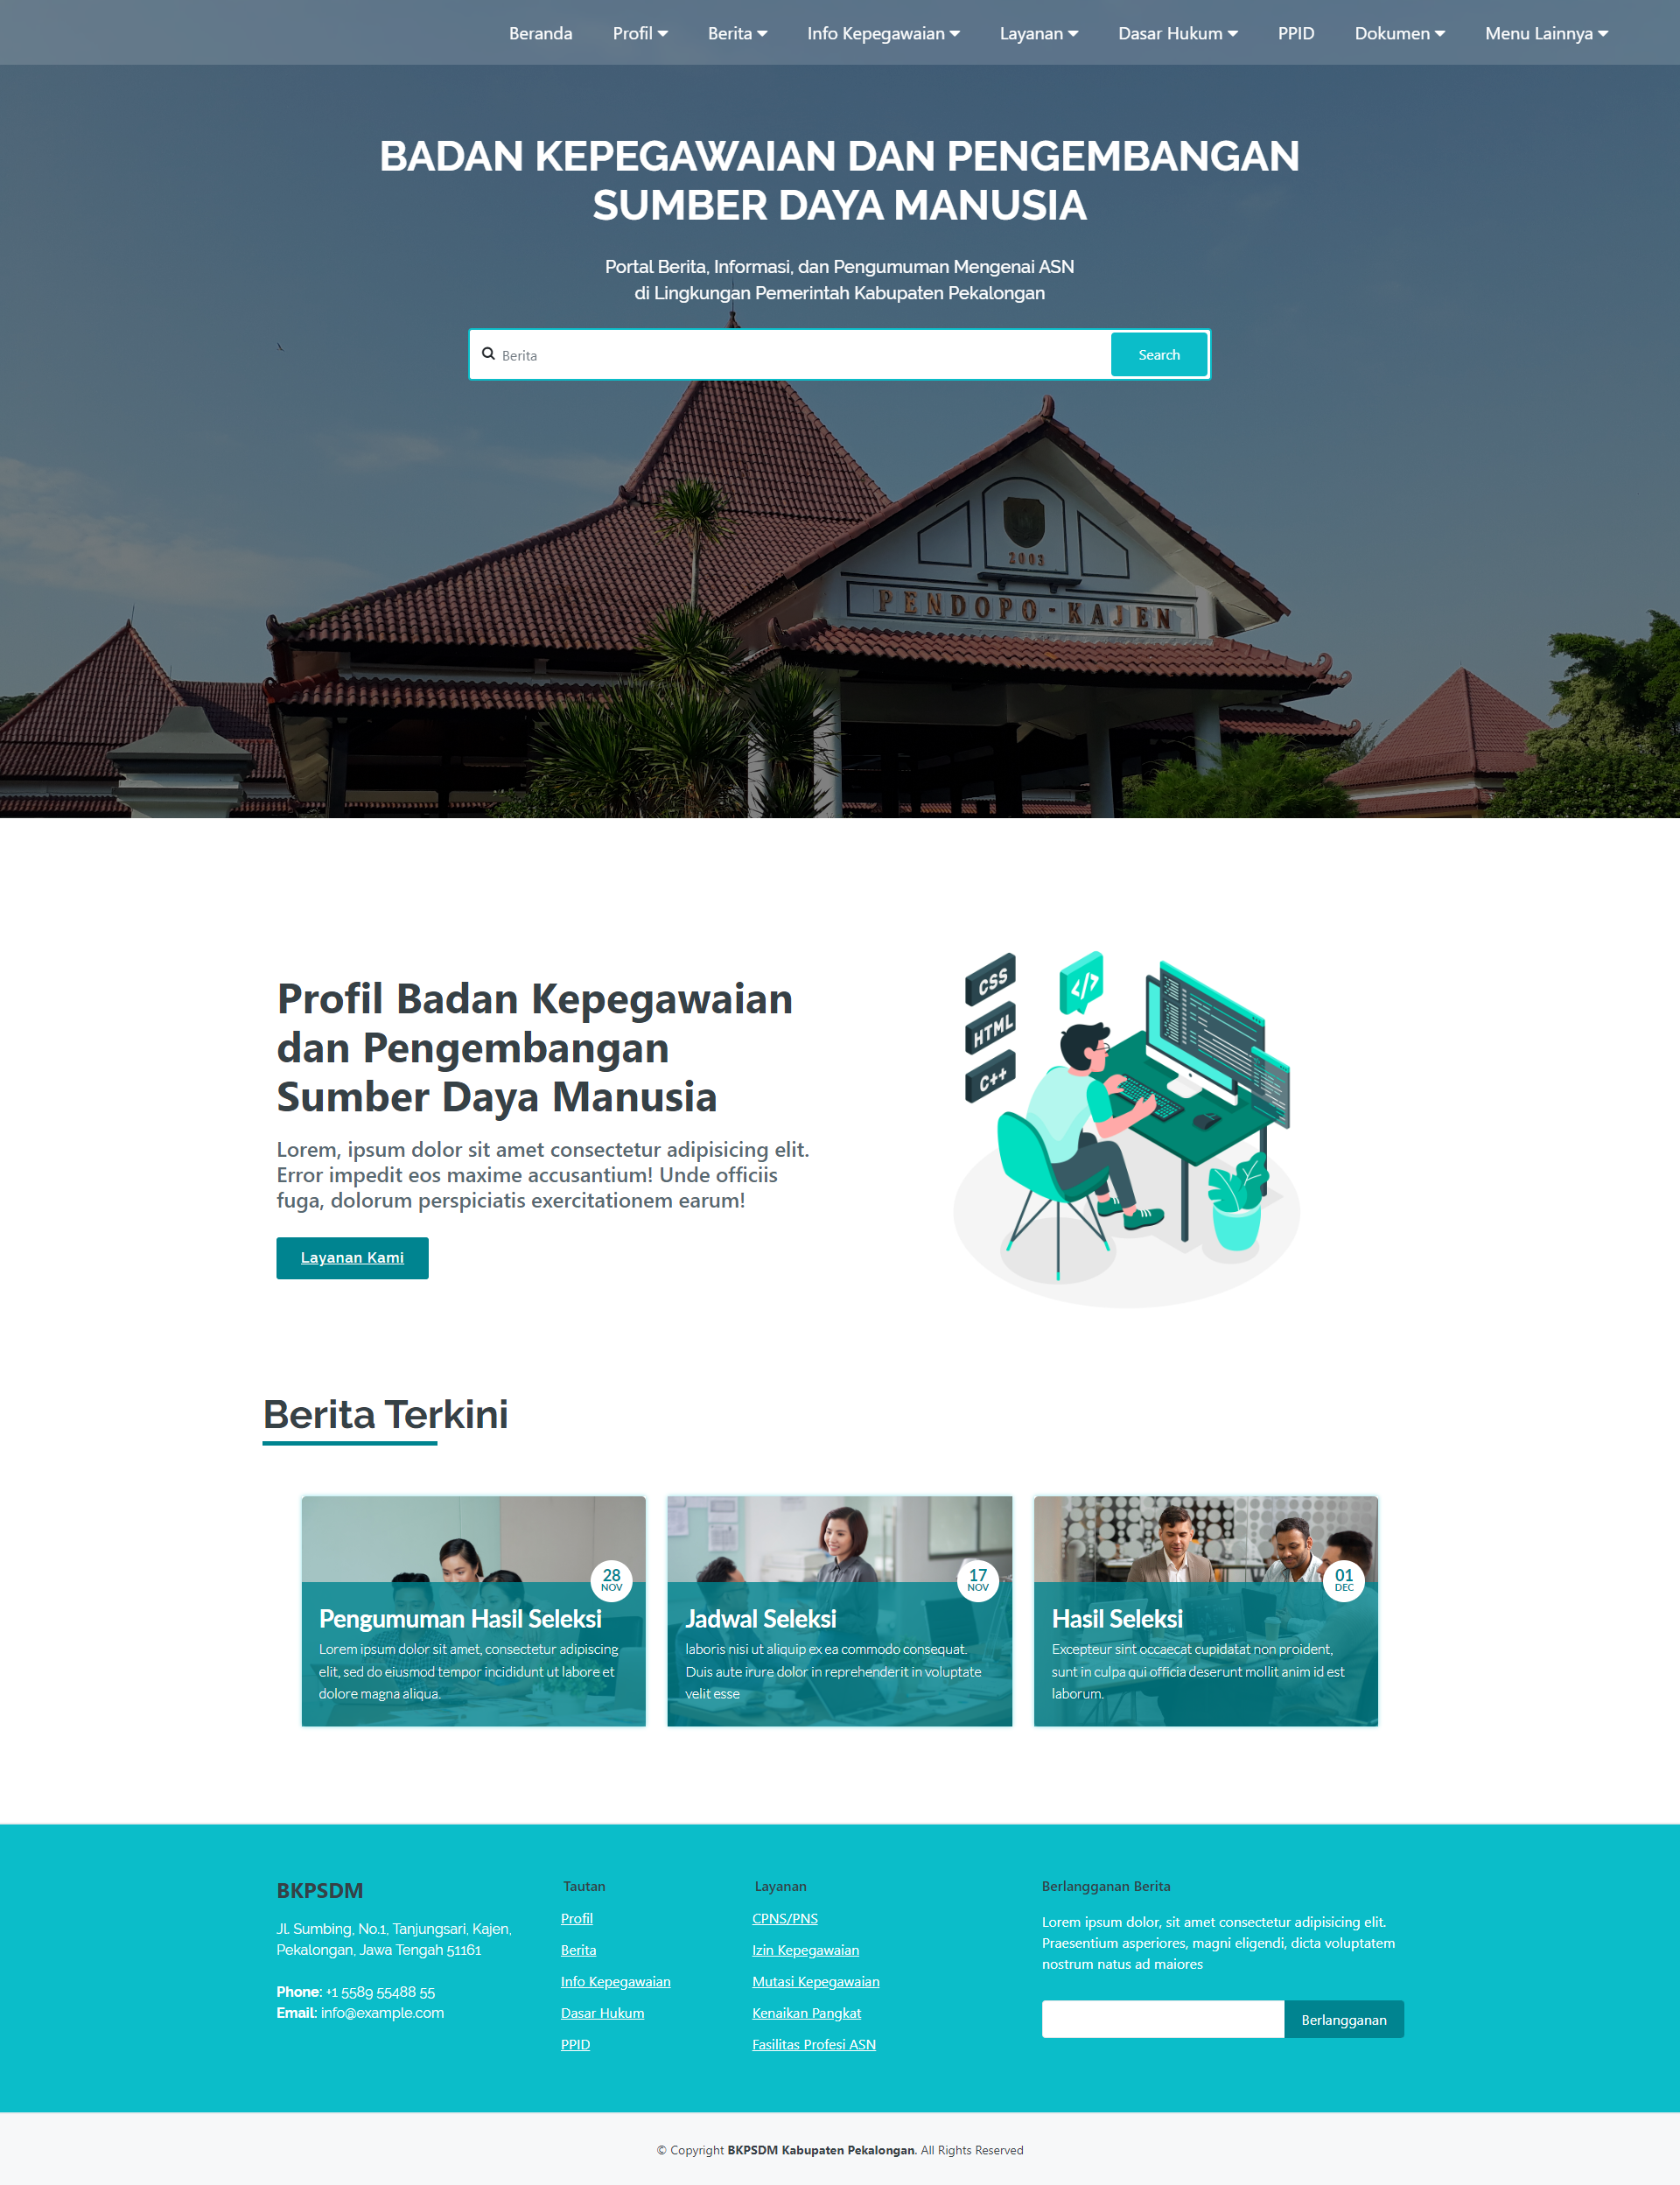 Beranda Profil Berita Info Kepegawaian Layanan Dasar Hukum PPID Dokumen Menu Lainnya
BADAN KEPEGAWAIAN DAN PENGEMBANGAN
SUMBER DAYA MANUSIA
Portal Berita, Informasi, dan Pengumuman Mengenai ASN
di Lingkungan Pemerintah Kabupaten Pekalongan
Berita Search
2003
PENDOPO-KAJEN
Profil Badan Kepegawaian
dan Pengembangan
Sumber Daya Manusia
Lorem, ipsum dolor sit amet consectetur adipisicing elit.
Error impedit eos maxime accusantium! Unde officiis
fuga, dolorum perspiciatis exercitationem earum!
Layanan Kami
CSS
</>
HTML
C++
Berita Terkini
28
NOV
Pengumuman Hasil Seleksi
Lorem ipsum dolor sit amet, consectetur adipiscing
elit, sed do eiusmod tempor incididunt ut labore et
dolore magna aliqua.
17
NOV
Jadwal Seleksi
laboris nisi ut aliquip ex ea commodo consequat.
Duis aute irure dolor in reprehenderit in voluptate
velit esse
01
DEC
Hasil Seleksi
Excepteur sint occaecat cupidatat non proident,
sunt in culpa qui officia deserunt mollit anim id est
laborum.
BKPSDM
Jl. Sumbing, No.1, Tanjungsari, Kajen,
Pekalongan, Jawa Tengah 51161
Phone: +1 5589 55488 55
Email: info@example.com
Tautan
Profil
Berita
Info Kepegawaian
Dasar Hukum
PPID
Layanan
CPNS/PNS
Izin Kepegawaian
Mutasi Kepegawaian
Kenaikan Pangkat
Fasilitas Profesi ASN
Berlangganan Berita
Lorem ipsum dolor, sit amet consectetur adipisicing elit.
Praesentium asperiores, magni eligendi, dicta voluptatem
nostrum natus ad maiores
Berlangganan
© Copyright BKPSDM Kabupaten Pekalongan. All Rights Reserved